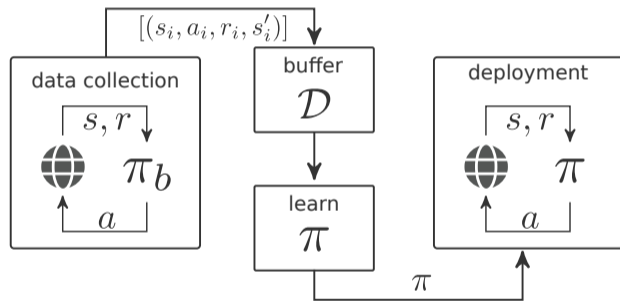 [(s_i, a_i, r_i, s'_i)]
data collection
s, r
π_b
a
buffer
𝒟
learn
π
π
deployment
s, r
π
a